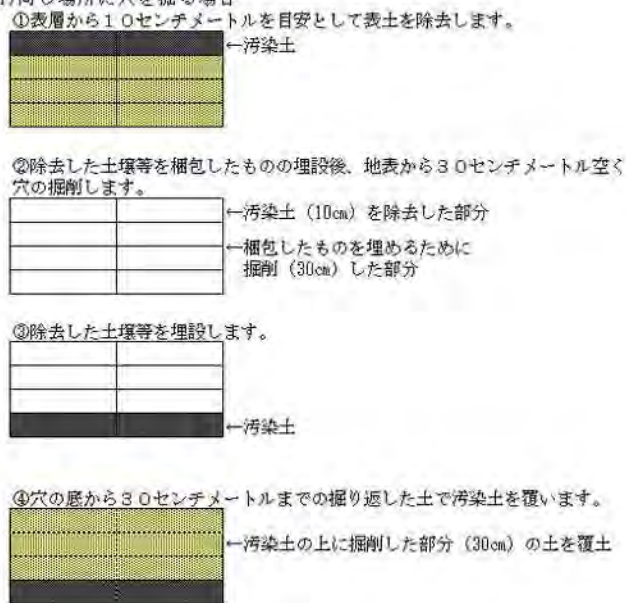 ①表層から１０センチメートルを目安として表土を除去します。
←汚染土
②除去した土壌等を梱包したものの埋設後、地表から３０センチメートル空く
穴の掘削します。
←汚染土（10㎝）を除去した部分
←梱包したものを埋めるために
掘削（30㎝）した部分
③除去した土壌等を埋設します。
←汚染土
④穴の底から３０センチメートルまでの掘り返した土で汚染土を覆います。
←汚染土の上に掘削した部分（30㎝）の土を覆土